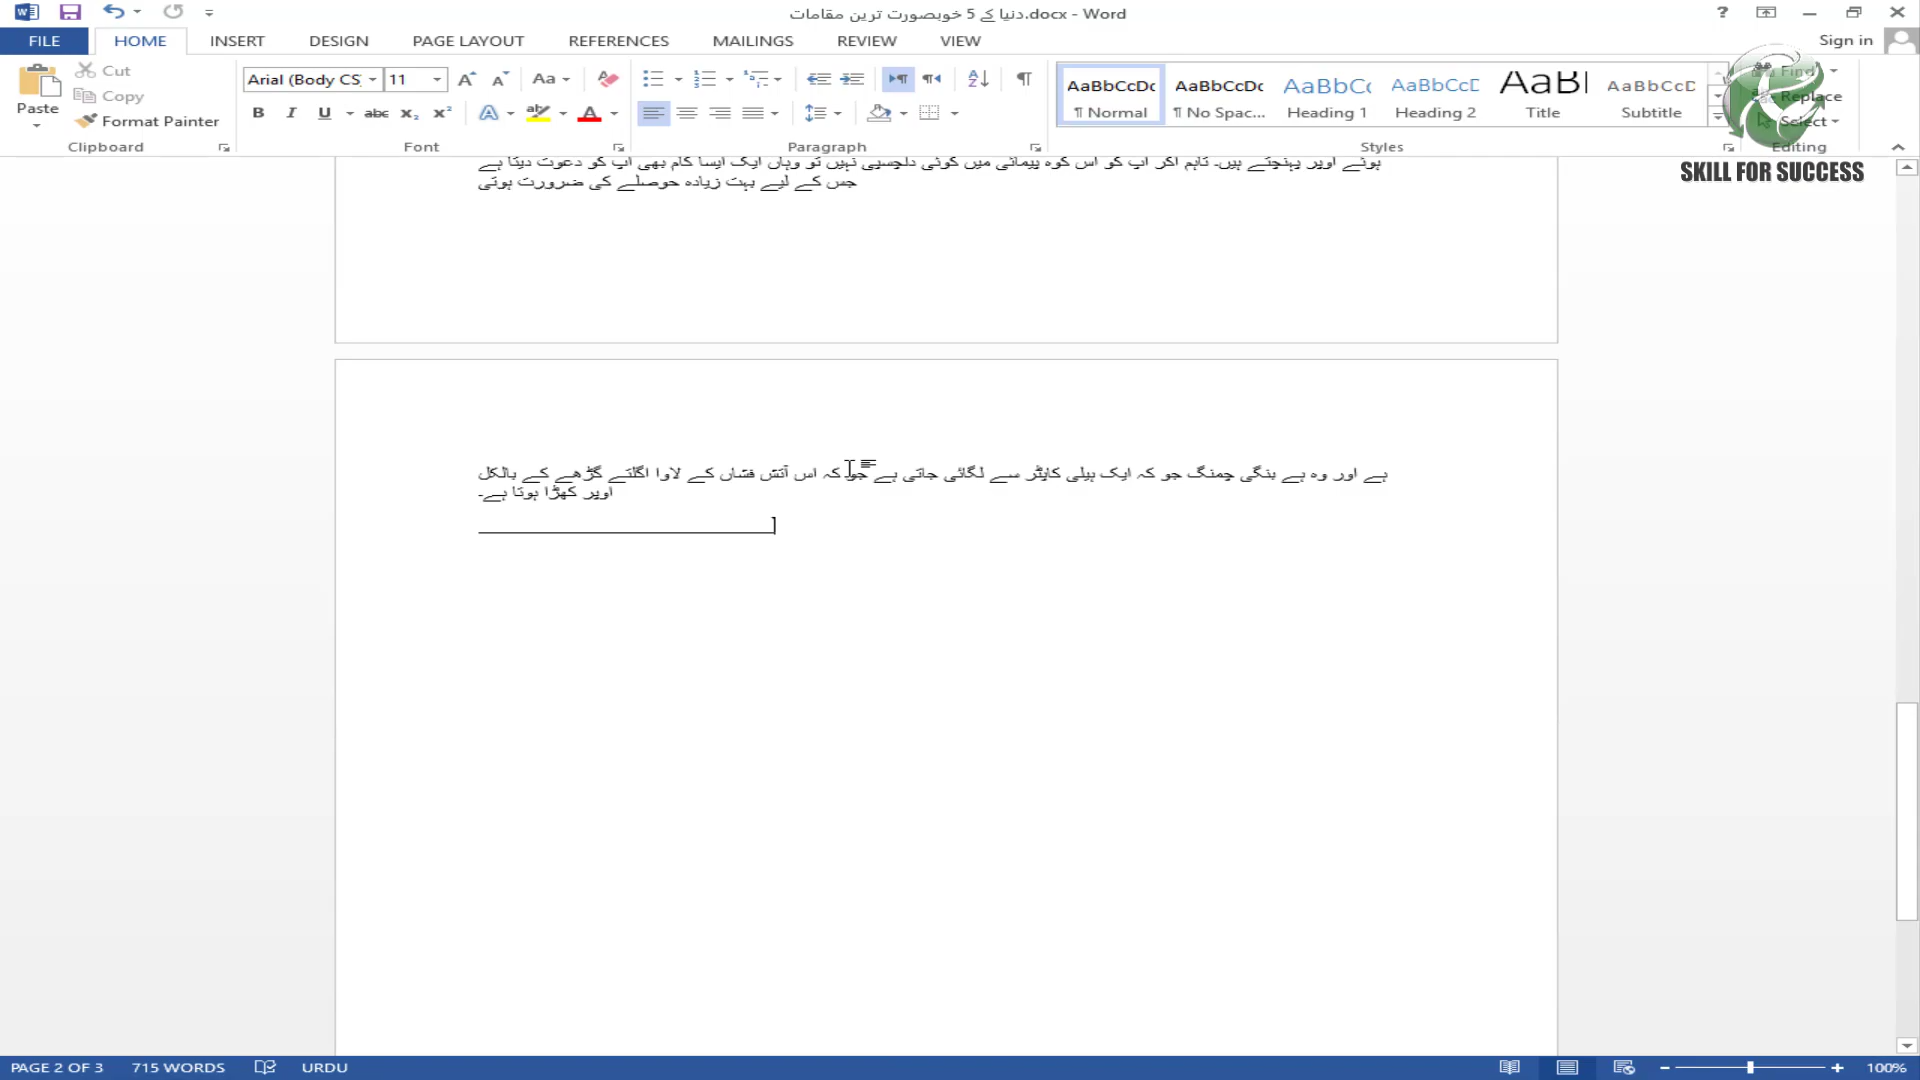 دنیا کے 5 خوبصورت ترین مقامات.docx - Word
? Sign in
FILE HOME INSERT DESIGN PAGE LAYOUT REFERENCES MAILINGS REVIEW VIEW
Paste
Cut
Copy
Format Painter
Clipboard
Arial (Body CS) 11
Font
Paragraph
AaBbCcDc AaBbCcDc AaBbCc AaBbCcD AaBl AaBbCcD
¶ Normal ¶ No Spac... Heading 1 Heading 2 Title Subtitle
Styles
Find
Replace
Select
Editing
SKILL FOR SUCCESS
ہوئے اوپر پہنچتے ہیں۔ تاہم اگر آپ کو اس کوہ پیمائی میں کوئی دلچسپی نہیں تو وہاں ایک ایسا کام بھی آپ کو دعوت دیتا ہے
جس کے لیے بہت زیادہ حوصلے کی ضرورت ہوتی
ہے اور وہ ہے بنگی جمنگ جو کہ ایک ہیلی کاپٹر سے لگائی جاتی ہے جو کہ اس آتش فشاں کے لاوا اگلتے گڑھے کے بالکل
اوپر کھڑا ہوتا ہے۔
PAGE 2 OF 3 715 WORDS URDU 100%